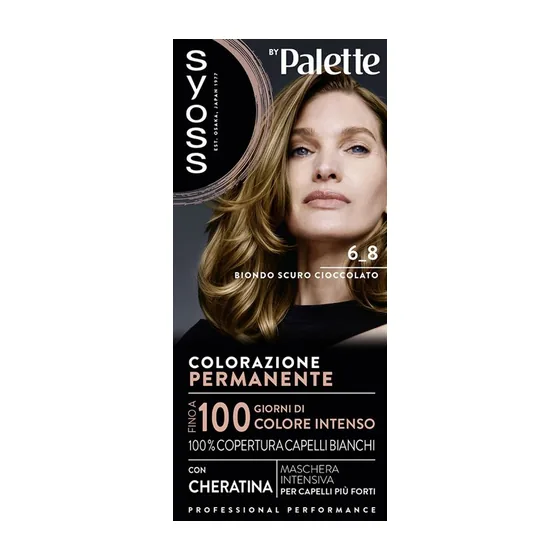 syoss
EST. OSAKA, JAPAN 1977
BY Palette
6_8
BIONDO SCURO CIOCCOLATO
COLORAZIONE
PERMANENTE
FINO A 100 GIORNI DI
COLORE INTENSO
100% COPERTURA CAPELLI BIANCHI
CON
CHERATINA
MASCHERA
INTENSIVA
PER CAPELLI PIÙ FORTI
PROFESSIONAL PERFORMANCE